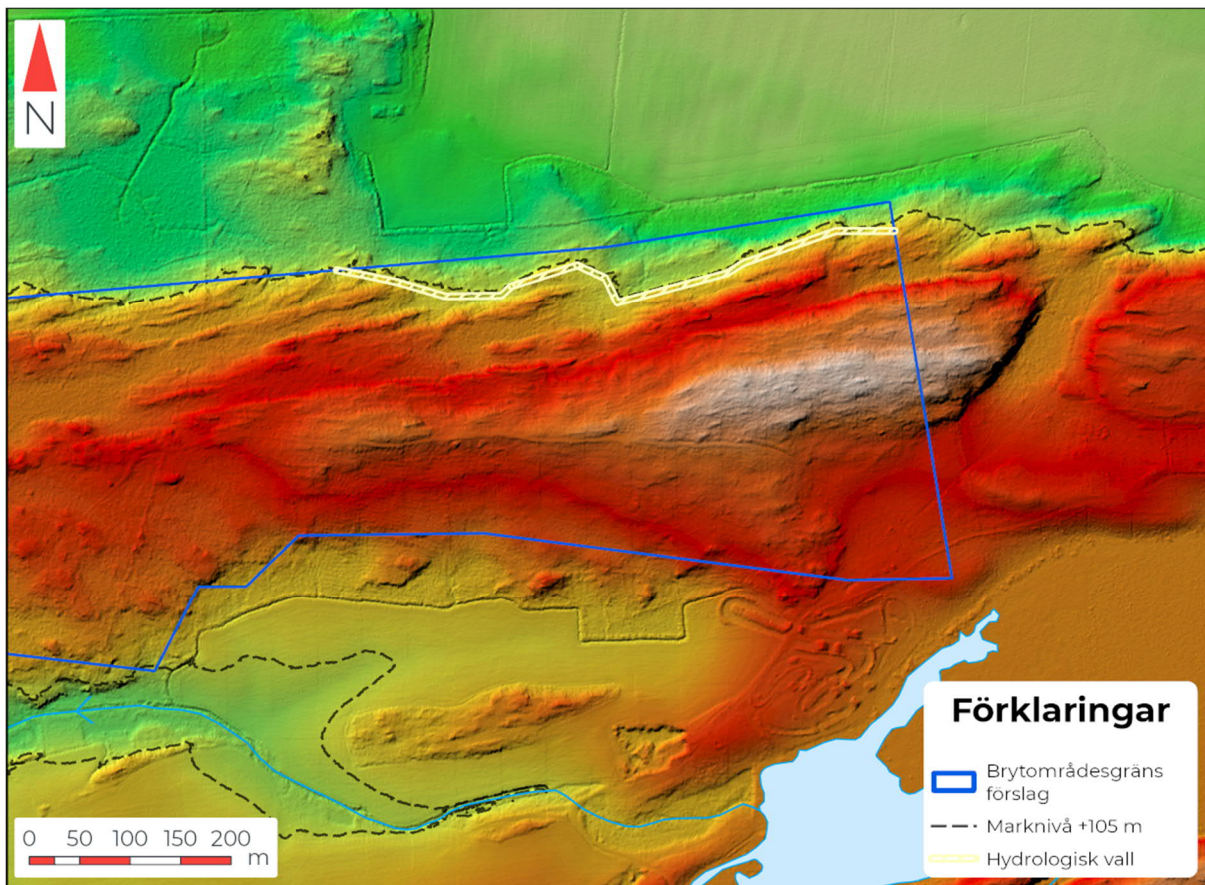 N
Förklaringar
Brytområdesgräns
förslag
Marknivå +105 m
Hydrologisk vall
0 50 100 150 200
m